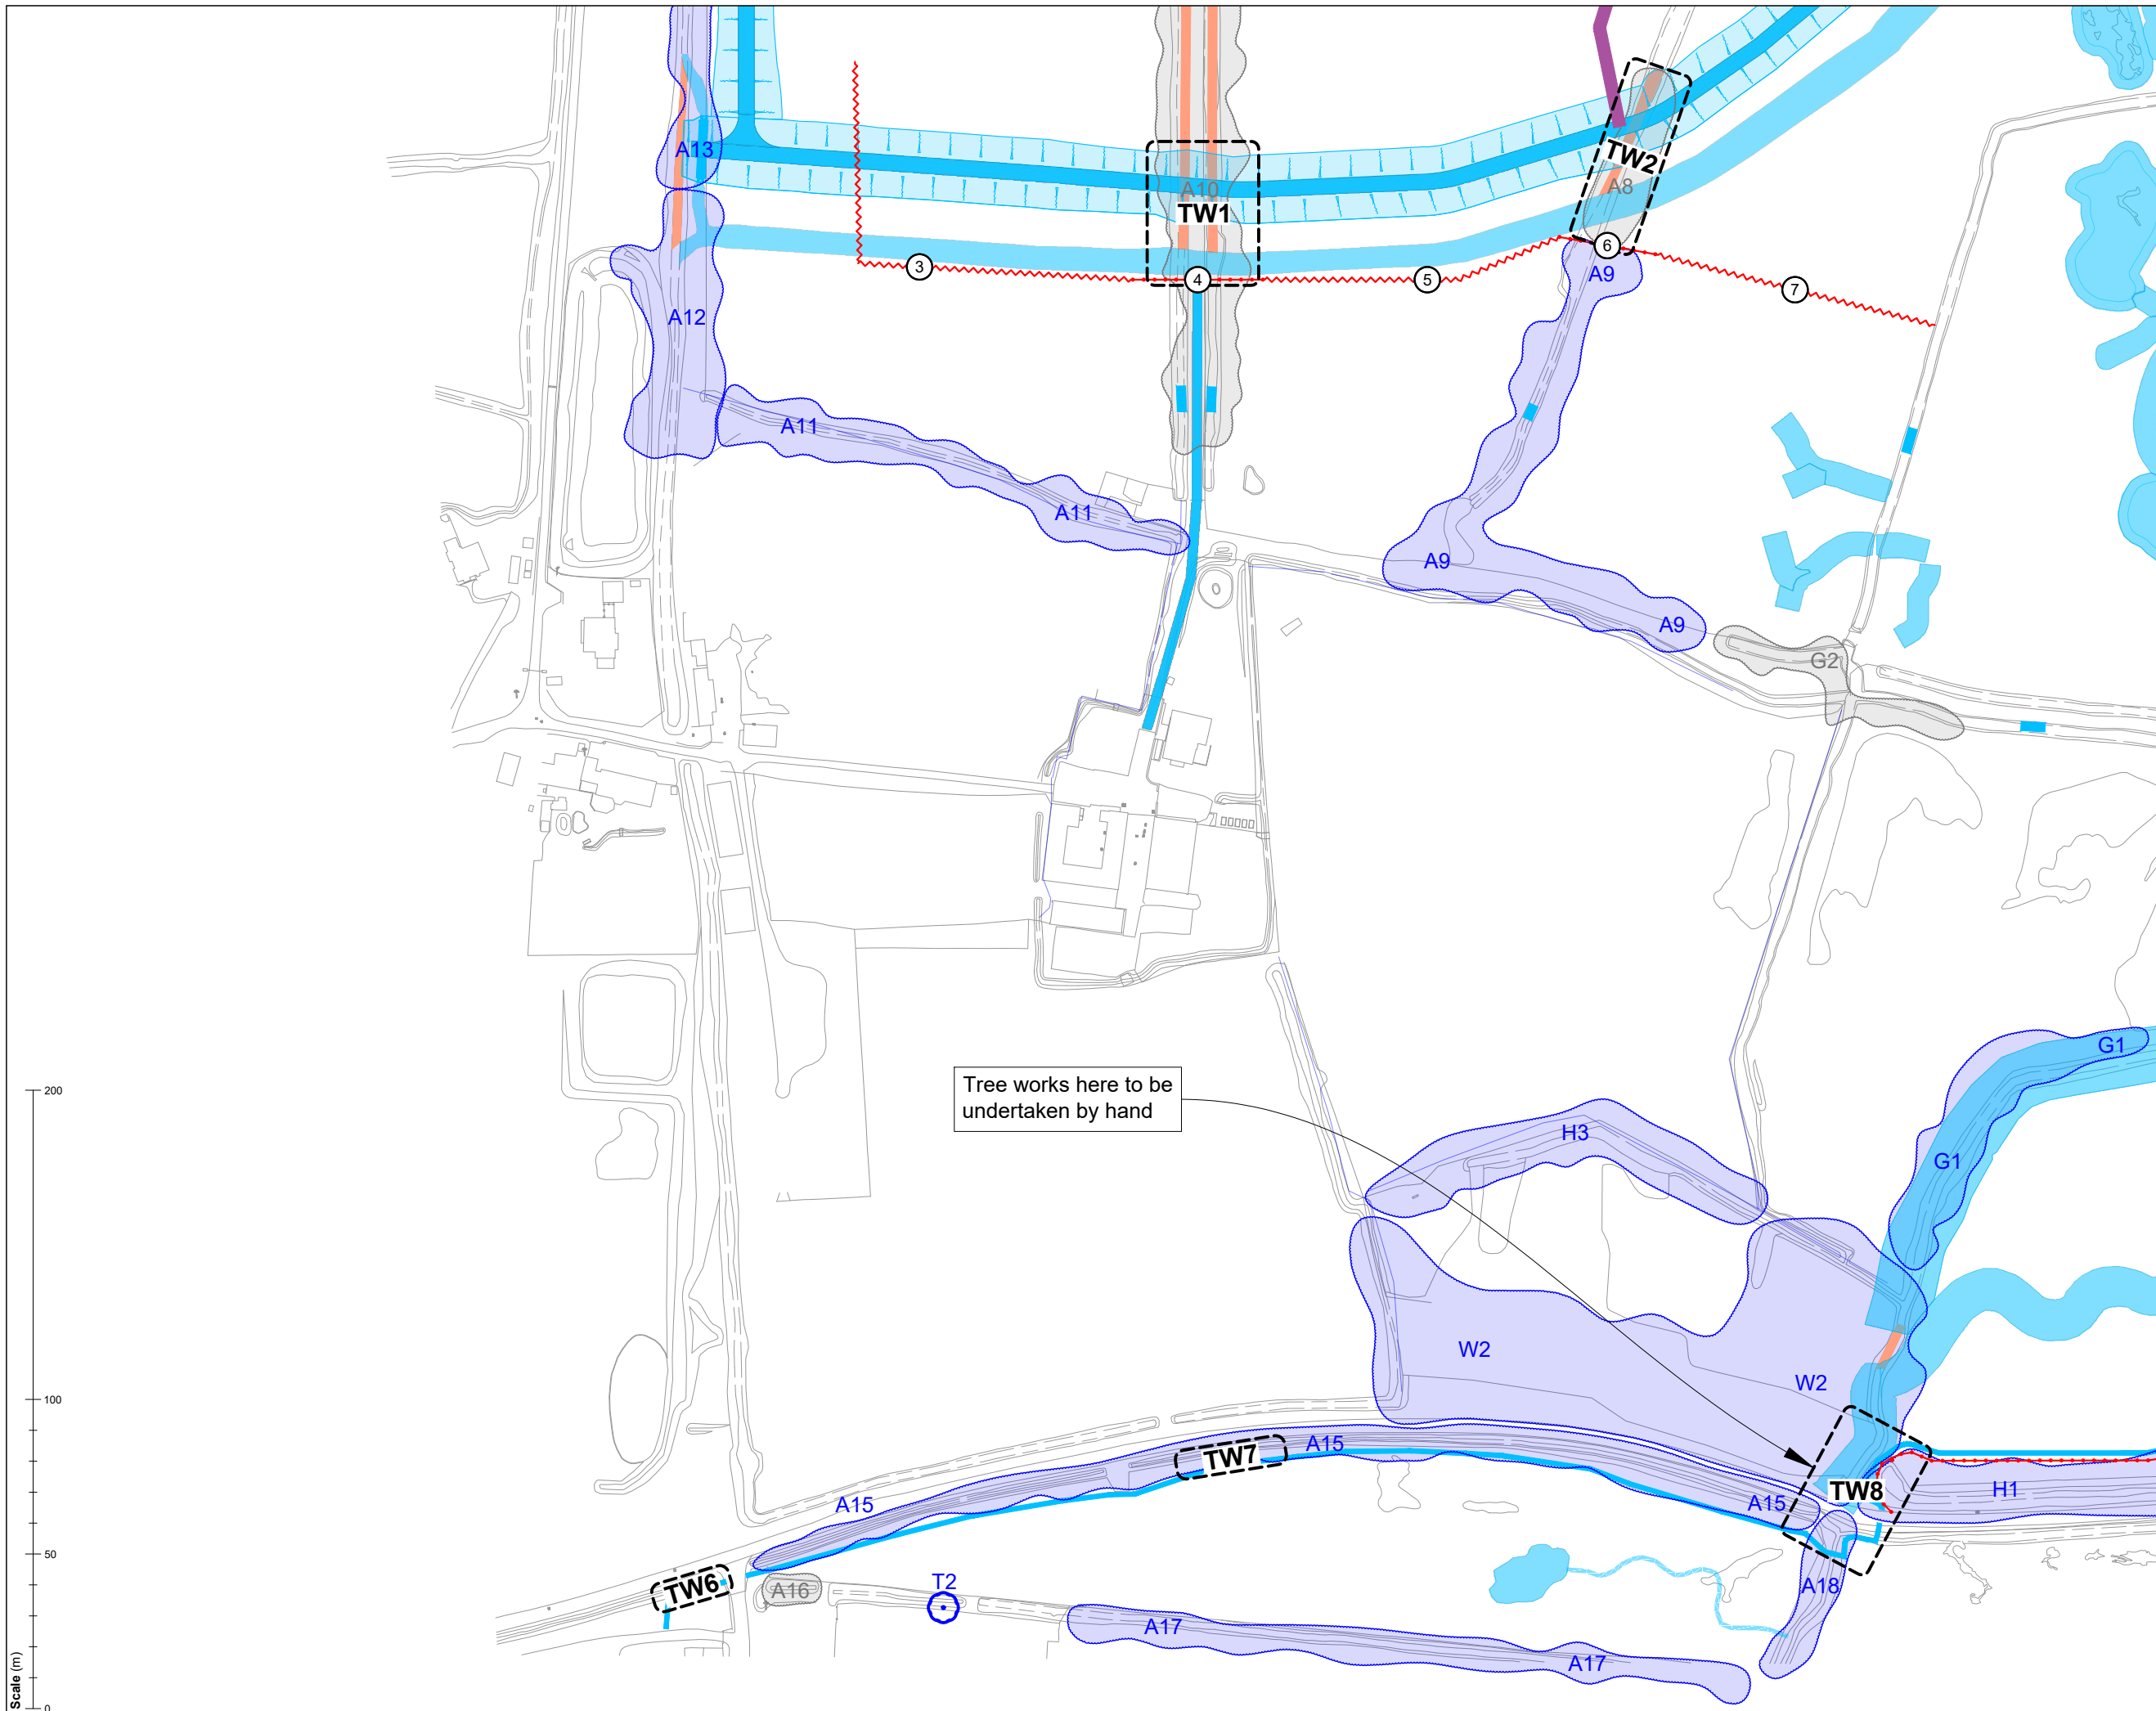 A13
A10
TW1
TW2
A8
3
4
5
6
7
A9
A12
A11
A11
A9
A9
G2
Tree works here to be
undertaken by hand
G1
H3
G1
W2
W2
A15
TW7
A15
A15
TW8
H1
TW6
A16
T2
A18
A17
A17
200
100
50
0
Scale (m)